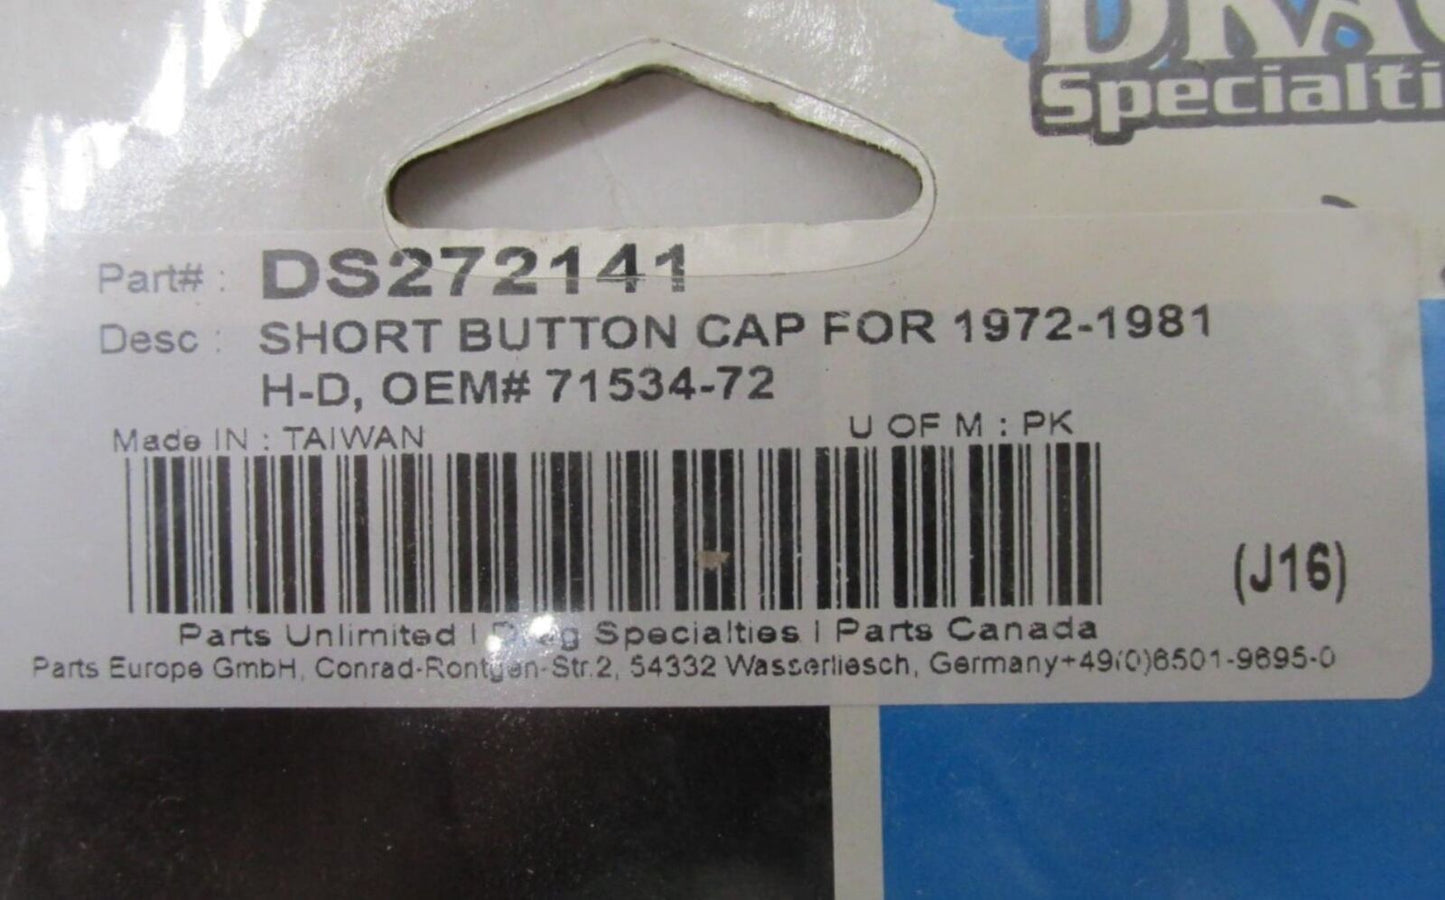 DRAG
Specialti
Part# : DS272141
Desc : SHORT BUTTON CAP FOR 1972-1981
H-D, OEM# 71534-72
Made IN : TAIWAN
U OF M : PK
(J16)
Parts Unlimited | Drag Specialties | Parts Canada
Parts Europe GmbH, Conrad-Rontgen-Str.2, 54332 Wasserliesch, Germany+49(0)6501-9695-0